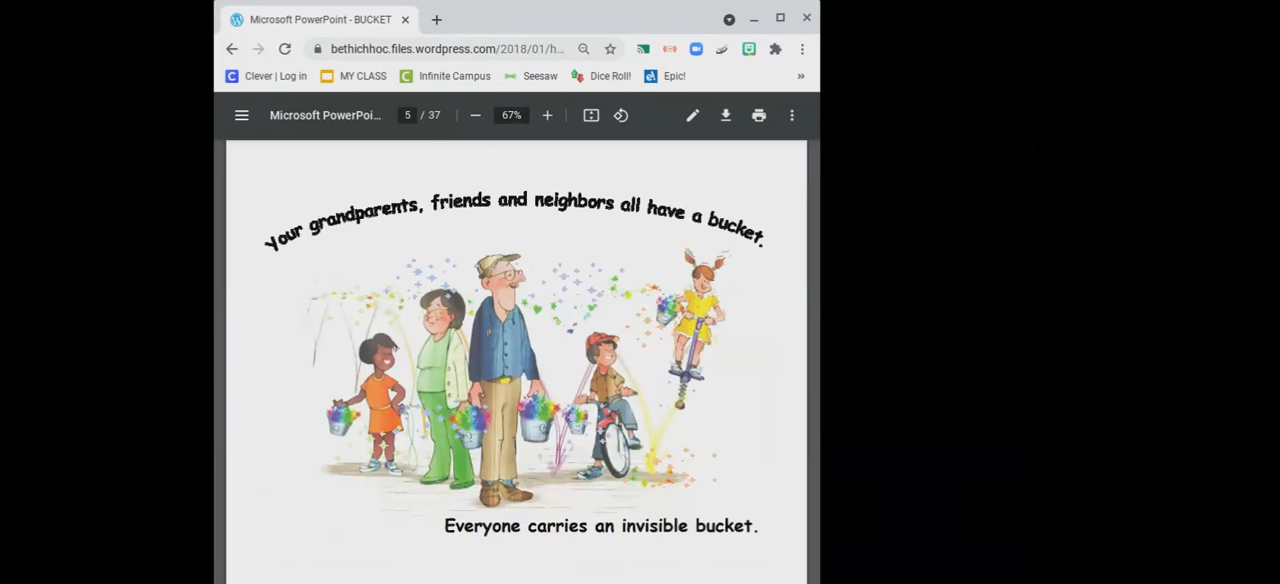 Microsoft PowerPoint - BUCKET
bethichhoc.files.wordpress.com/2018/01/h...
Clever | Log in MY CLASS Infinite Campus Seesaw Dice Roll! Epic! »
Microsoft PowerPoi... 5 / 37 67%
Your grandparents, friends and neighbors all have a bucket.
Everyone carries an invisible bucket.